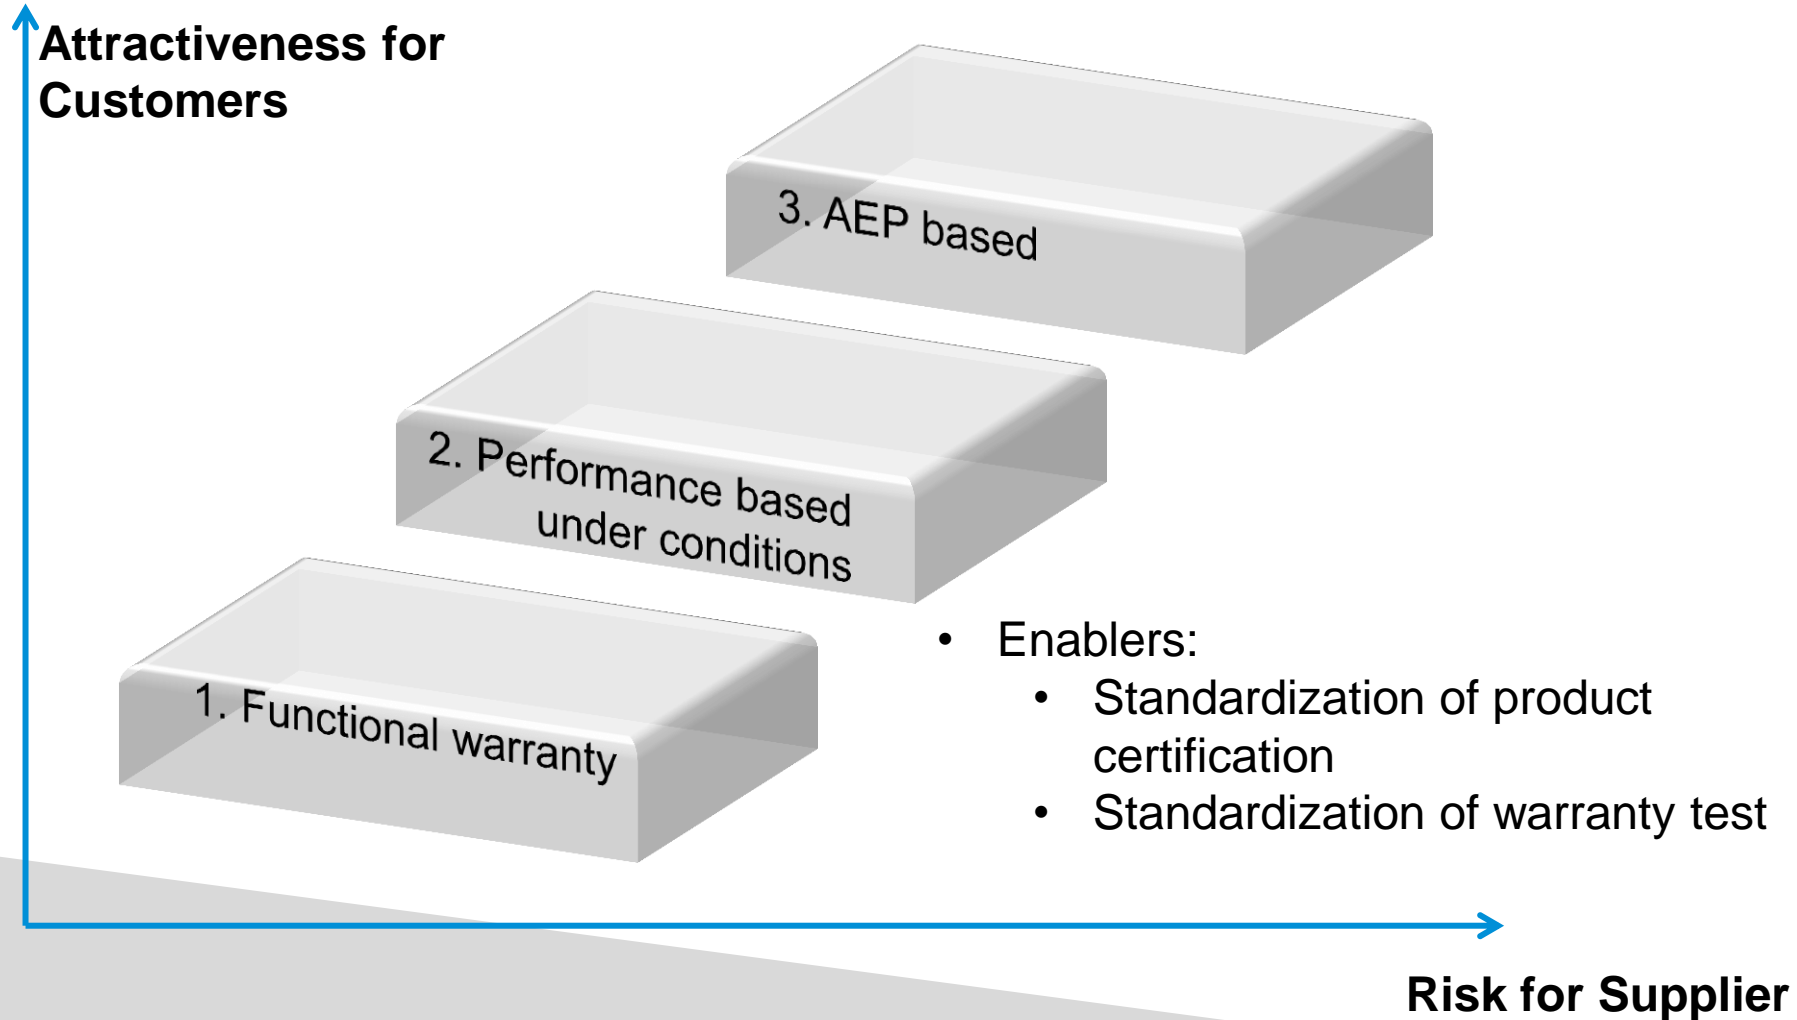 Attractiveness for
Customers
3. AEP based
2. Performance based
under conditions
1. Functional warranty
• Enablers:
• Standardization of product
certification
• Standardization of warranty test
Risk for Supplier